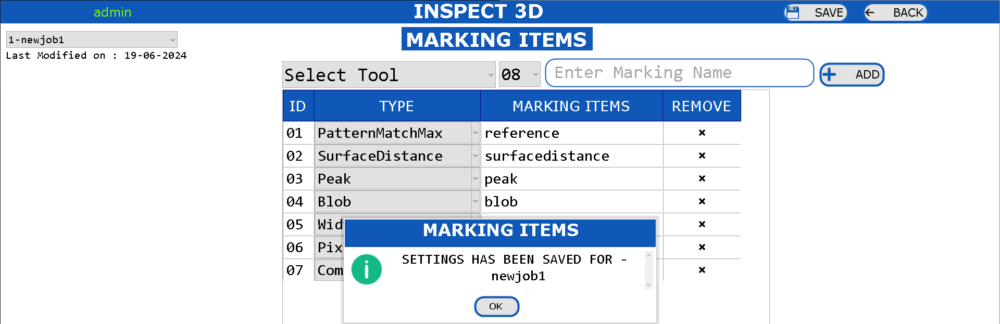 admin
INSPECT 3D
SAVE
BACK
1-newjob1
MARKING ITEMS
Last Modified on : 19-06-2024
Select Tool
08
Enter Marking Name
ADD
ID TYPE MARKING ITEMS REMOVE
01 PatternMatchMax reference ×
02 SurfaceDistance surfacedistance ×
03 Peak peak ×
04 Blob blob ×
05 ×
06 Pix ×
07 Com ×
MARKING ITEMS
SETTINGS HAS BEEN SAVED FOR -
newjob1
OK